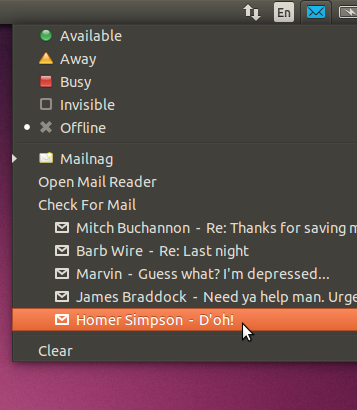 En
Available
Away
Busy
Invisible
Offline
Mailnag
Open Mail Reader
Check For Mail
Mitch Buchannon - Re: Thanks for saving m
Barb Wire - Re: Last night
Marvin - Guess what? I'm depressed...
James Braddock - Need ya help man. Urge
Homer Simpson - D'oh!
Clear